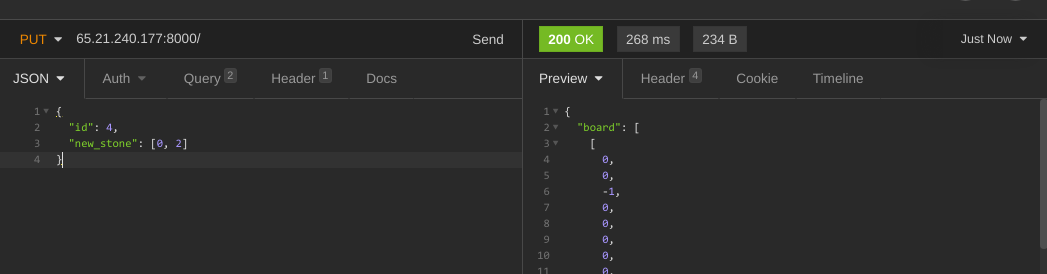 PUT 65.21.240.177:8000/ Send 200 OK 268 ms 234 B Just Now
JSON Auth Query 2 Header 1 Docs Preview Header 4 Cookie Timeline
1 {
2 "id": 4,
3 "new_stone": [0, 2]
4 }
1 {
2 "board": [
3 [
4 0,
5 0,
6 -1,
7 0,
8 0,
9 0,
10 0,
11 0,